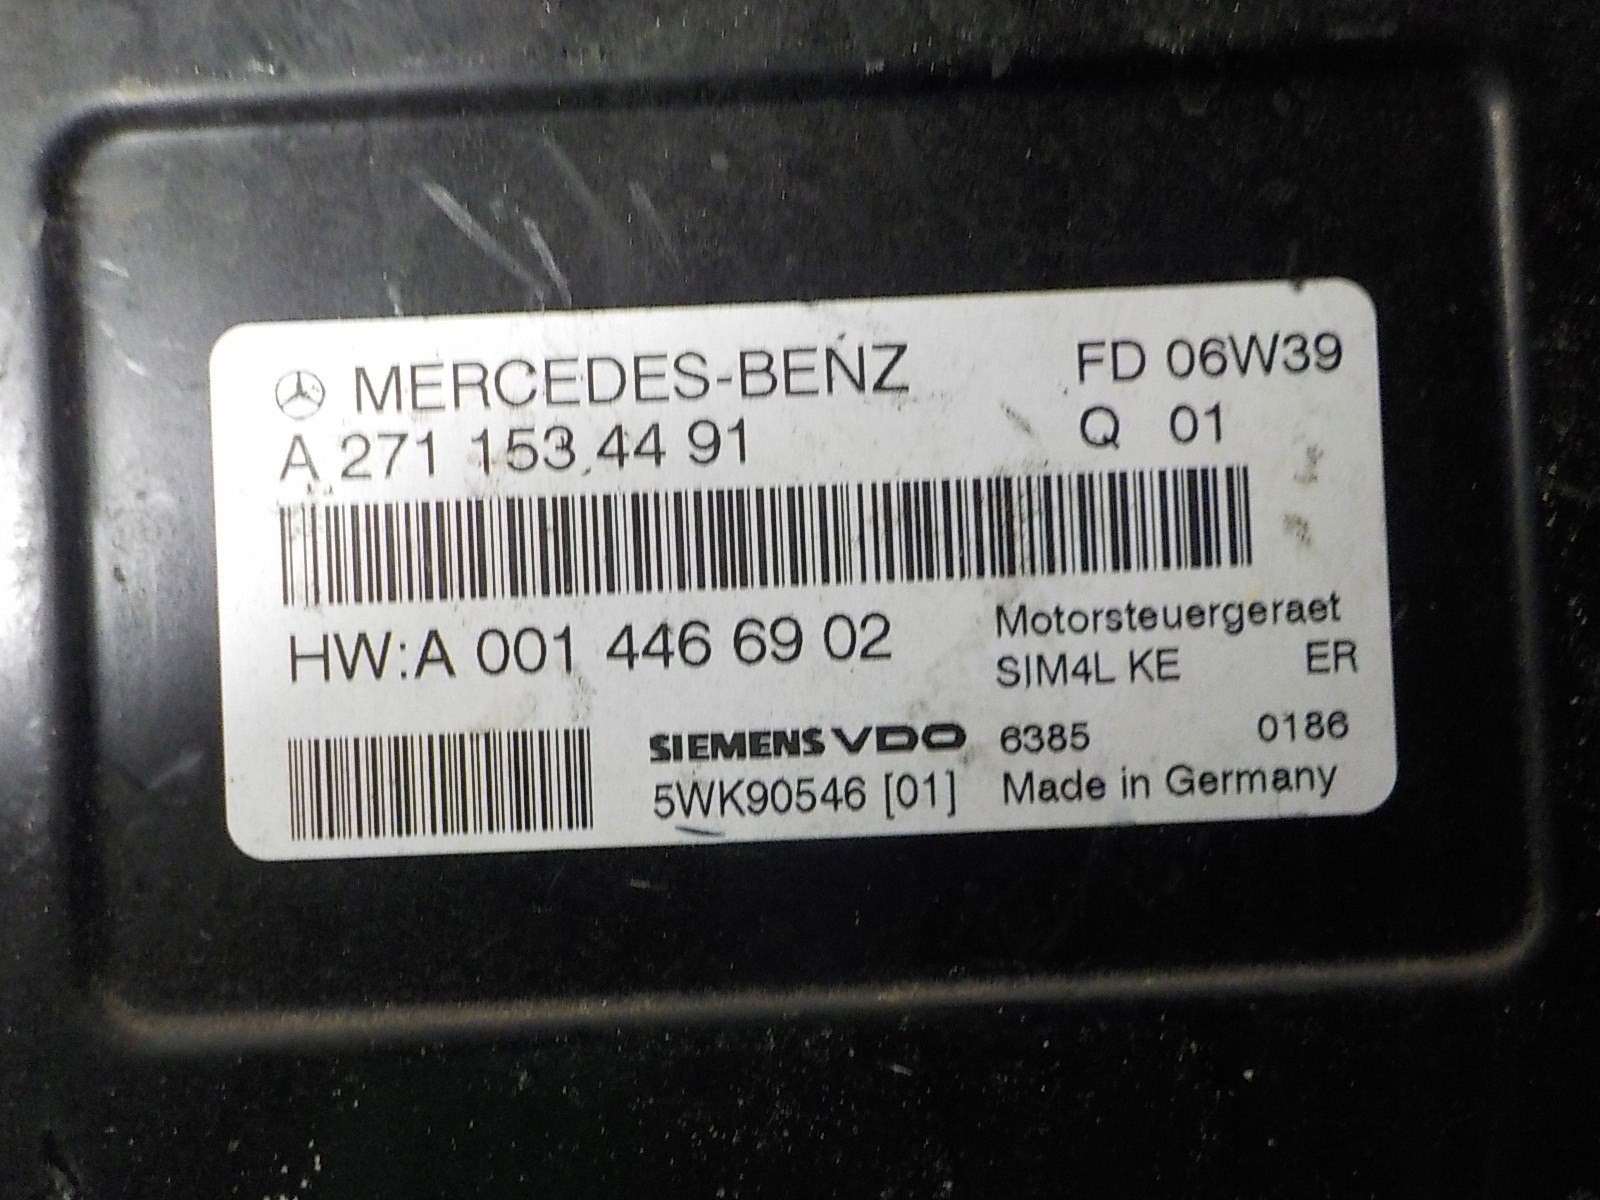 MERCEDES-BENZ FD 06W39
A 271 153 44 91 Q 01
HW:A 001 446 69 02 Motorsteuergeraet
SIM4L KE ER
SIEMENS VDO 6385 0186
5WK90546 [01] Made in Germany